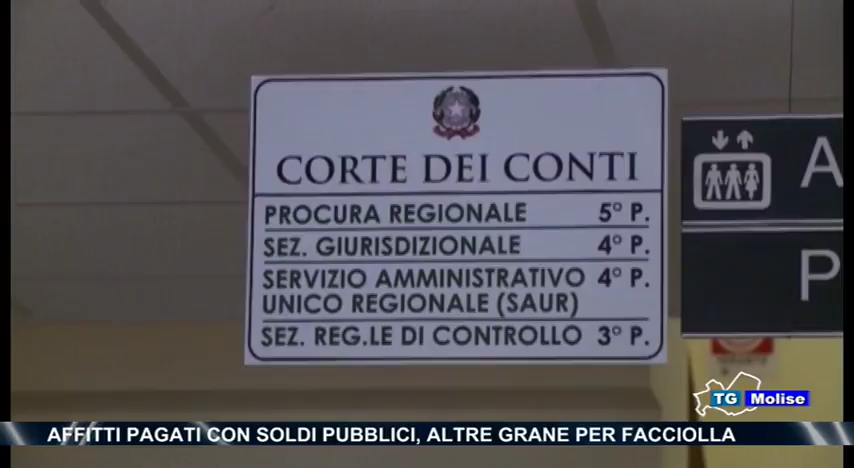 CORTE DEI CONTI
PROCURA REGIONALE 5° P.
SEZ. GIURISDIZIONALE 4° P.
SERVIZIO AMMINISTRATIVO 4° P.
UNICO REGIONALE (SAUR)
SEZ. REG.LE DI CONTROLLO 3° P.
A
P
TG Molise
AFFITTI PAGATI CON SOLDI PUBBLICI, ALTRE GRANE PER FACCIOLLA